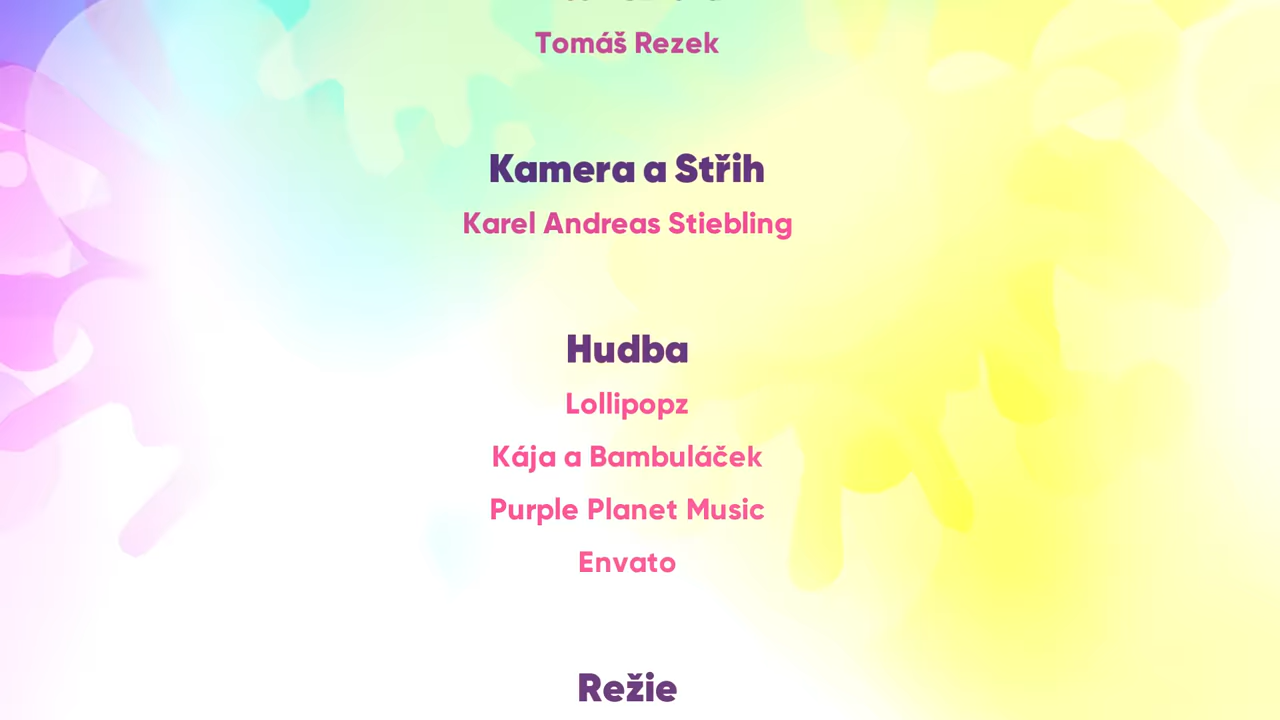 Tomáš Rezek
Kamera a Střih
Karel Andreas Stiebling
Hudba
Lollipopz
Kája a Bambuláček
Purple Planet Music
Envato
Režie